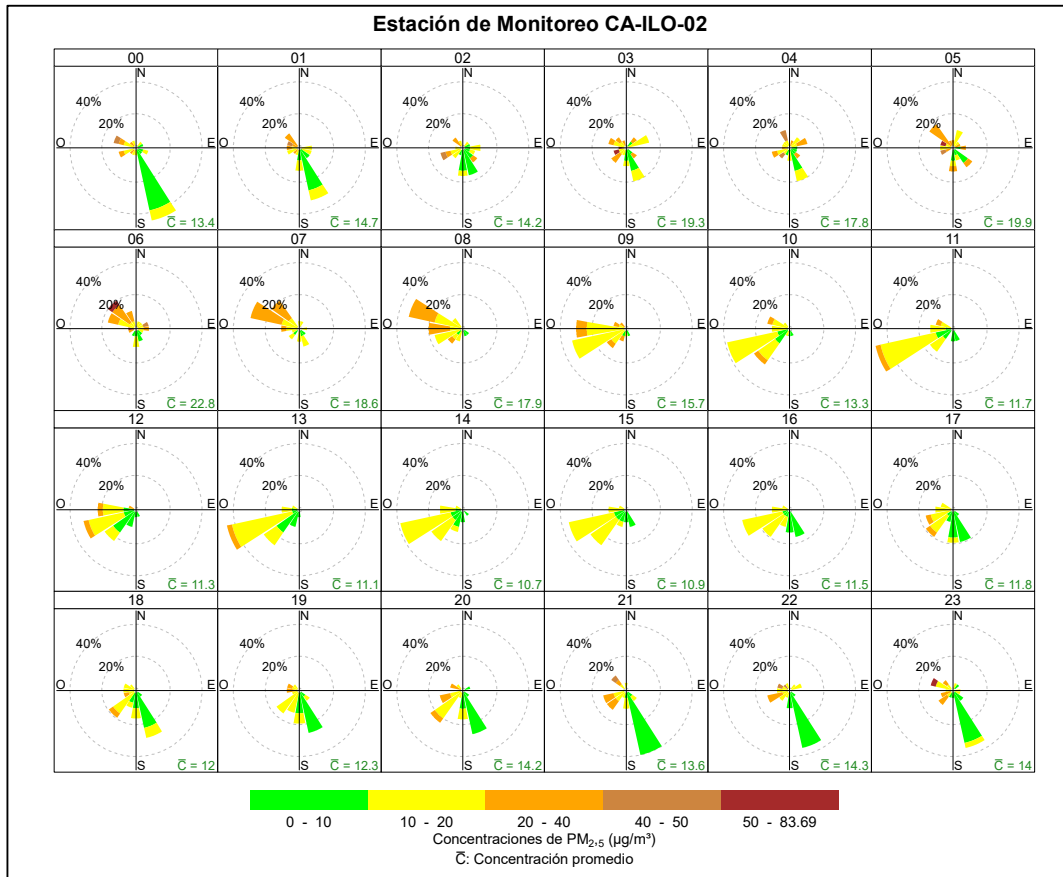 Estación de Monitoreo CA-ILO-02
00 01 02 03 04 05
N N N N N N
40% 40% 40% 40% 40% 40%
20% 20% 20% 20% 20% 20%
O E O E O E O E O E O E
S S S S S S
C̅ = 13.4 C̅ = 14.7 C̅ = 14.2 C̅ = 19.3 C̅ = 17.8 C̅ = 19.9
06 07 08 09 10 11
N N N N N N
40% 40% 40% 40% 40% 40%
20% 20% 20% 20% 20% 20%
O E O E O E O E O E O E
S S S S S S
C̅ = 22.8 C̅ = 18.6 C̅ = 17.9 C̅ = 15.7 C̅ = 13.3 C̅ = 11.7
12 13 14 15 16 17
N N N N N N
40% 40% 40% 40% 40% 40%
20% 20% 20% 20% 20% 20%
O E O E O E O E O E O E
S S S S S S
C̅ = 11.3 C̅ = 11.1 C̅ = 10.7 C̅ = 10.9 C̅ = 11.5 C̅ = 11.8
18 19 20 21 22 23
N N N N N N
40% 40% 40% 40% 40% 40%
20% 20% 20% 20% 20% 20%
O E O E O E O E O E O E
S S S S S S
C̅ = 12 C̅ = 12.3 C̅ = 14.2 C̅ = 13.6 C̅ = 14.3 C̅ = 14
0 - 10 10 - 20 20 - 40 40 - 50 50 - 83.69
Concentraciones de PM₂,₅ (µg/m³)
C̅: Concentración promedio